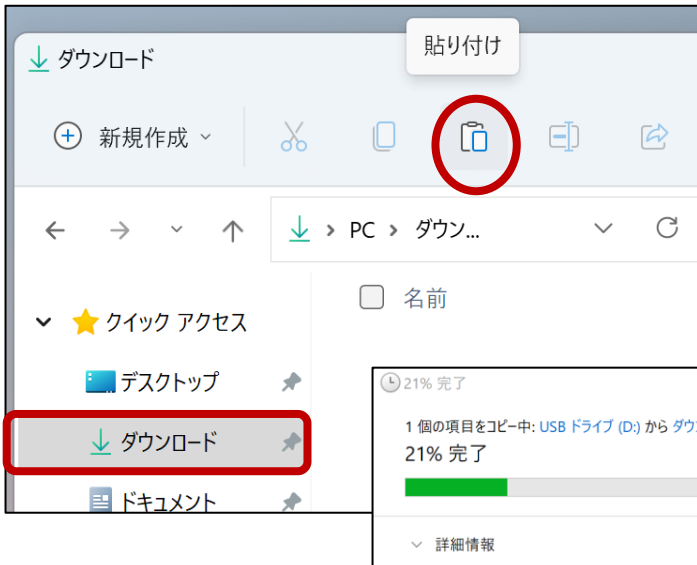 ダウンロード
貼り付け
新規作成
PC ダウン...
名前
クイック アクセス
デスクトップ
ダウンロード
ドキュメント
21% 完了
1 個の項目をコピー中: USB ドライブ (D:) から ダウ
21% 完了
詳細情報